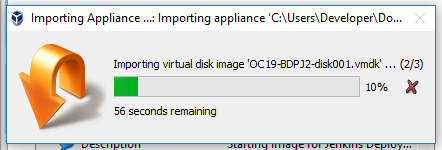 Importing Appliance ...: Importing appliance 'C:\Users\Developer\Do...
Importing virtual disk image 'OC19-BDPJ2-disk001.vmdk' ... (2/3)
10%
56 seconds remaining
Description Starting Image for Jenkins Deploy...